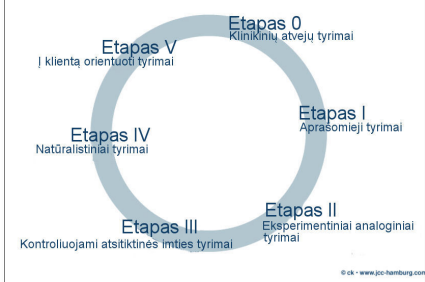 Etapas 0
Klinikinių atvejų tyrimai
Etapas I
Aprašomieji tyrimai
Etapas II
Eksperimentiniai analoginiai
tyrimai
Etapas III
Kontroliuojami atsitiktinės imties tyrimai
Etapas IV
Natūralistiniai tyrimai
Etapas V
Į klientą orientuoti tyrimai
© ck - www.jcc-hamburg.com